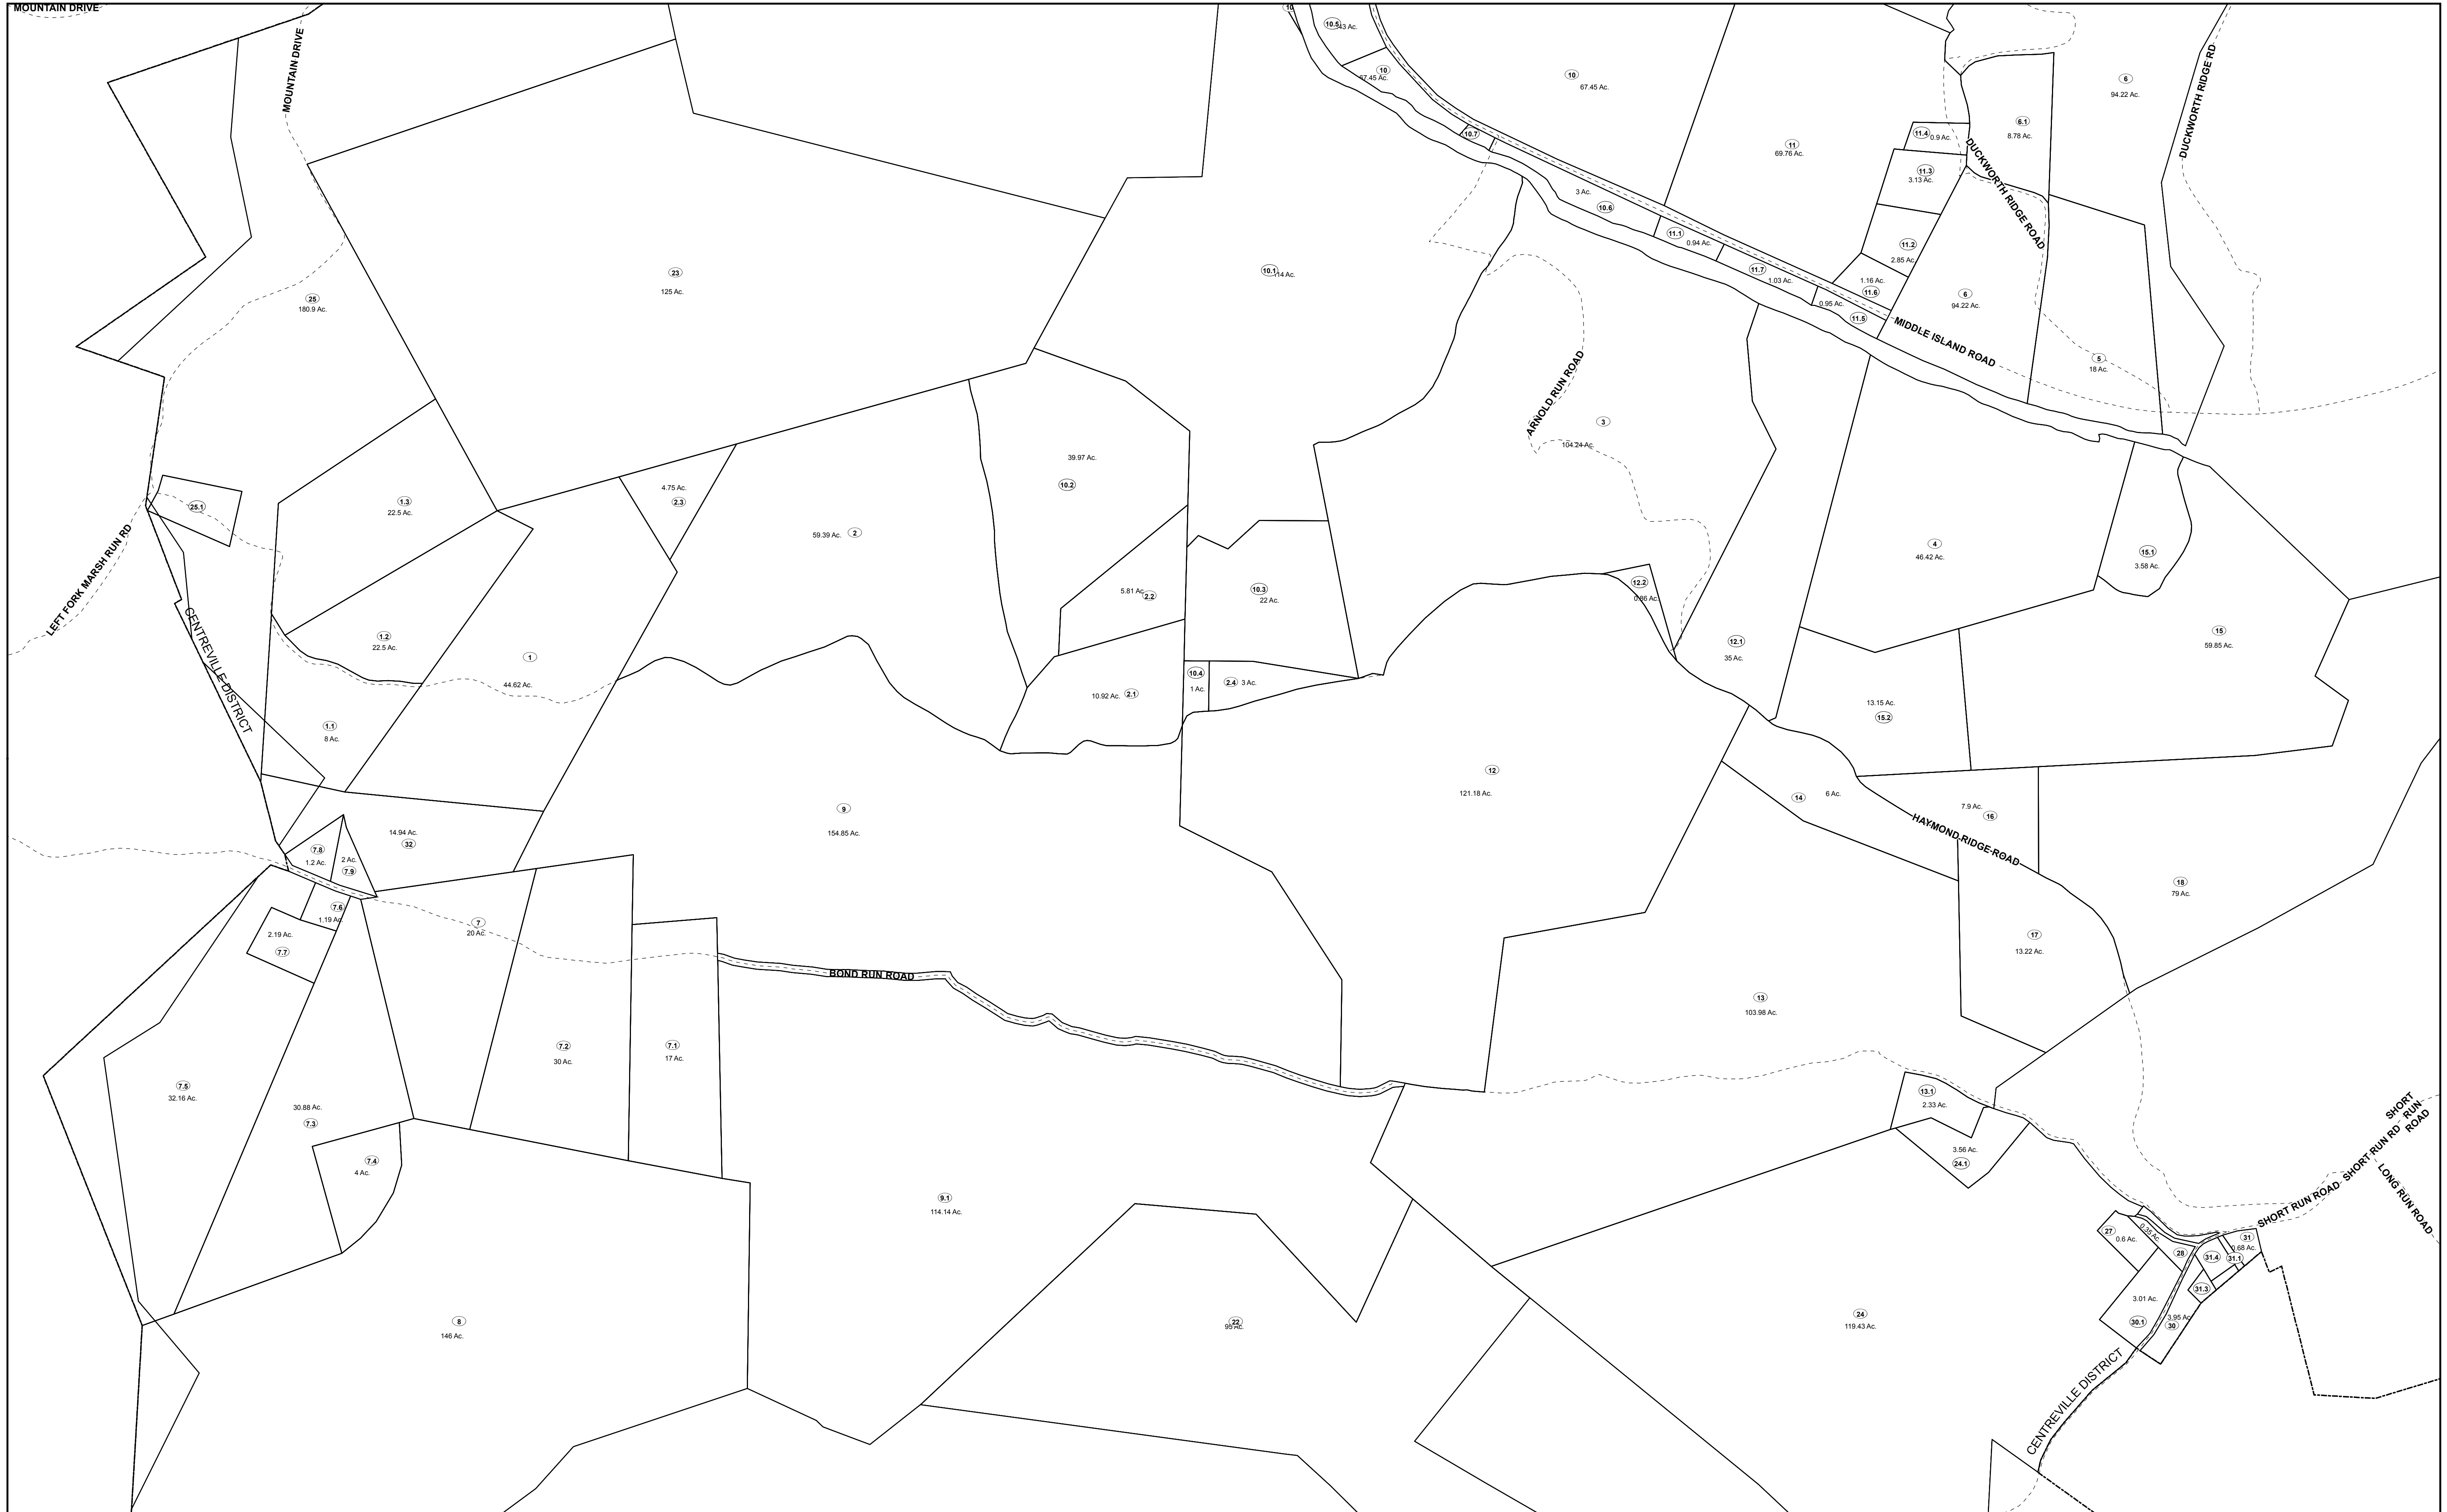 MOUNTAIN DRIVE
MOUNTAIN DRIVE
10
10.5
43 Ac.
10
67.45 Ac.
10.7
10
67.45 Ac.
6
94.22 Ac.
DUCKWORTH RIDGE RD
6.1
8.78 Ac.
11
69.76 Ac.
11.4
0.9 Ac.
DUCKWORTH RIDGE ROAD
11.3
3.13 Ac.
3 Ac.
10.6
11.1
0.94 Ac.
11.2
2.85 Ac.
11.7
1.03 Ac.
1.16 Ac.
11.6
0.95 Ac.
11.5
6
94.22 Ac.
MIDDLE ISLAND ROAD
5
18 Ac.
25
180.9 Ac.
23
125 Ac.
10.1
114 Ac.
ARNOLD RUN ROAD
3
104.24 Ac.
25.1
LEFT FORK MARSH RUN RD
1.3
22.5 Ac.
4.75 Ac.
2.3
59.39 Ac.
2
39.97 Ac.
10.2
5.81 Ac.
2.2
10.3
22 Ac.
12.2
0.86 Ac.
4
46.42 Ac.
15.1
3.58 Ac.
15
59.85 Ac.
CENTREVILLE DISTRICT
1.2
22.5 Ac.
1
44.62 Ac.
10.92 Ac.
2.1
10.4
1 Ac.
2.4
3 Ac.
12.1
35 Ac.
13.15 Ac.
15.2
1.1
8 Ac.
12
121.18 Ac.
14
6 Ac.
7.9 Ac.
16
HAYMOND RIDGE ROAD
14.94 Ac.
32
9
154.85 Ac.
7.8
1.2 Ac.
2 Ac.
7.9
18
79 Ac.
7.6
1.19 Ac.
7
20 Ac.
2.19 Ac.
7.7
17
13.22 Ac.
BOND RUN ROAD
13
103.98 Ac.
7.2
30 Ac.
7.1
17 Ac.
7.5
32.16 Ac.
30.88 Ac.
7.3
7.4
4 Ac.
13.1
2.33 Ac.
3.56 Ac.
24.1
SHORT RUN ROAD
SHORT RUN RD
SHORT RUN ROAD
LONG RUN ROAD
9.1
114.14 Ac.
27
0.6 Ac.
0.35 Ac.
28
31
0.68 Ac.
31.4
31.1
31.3
3.01 Ac.
30.1
3.95 Ac.
30
8
146 Ac.
22
95 Ac.
24
119.43 Ac.
CENTREVILLE DISTRICT